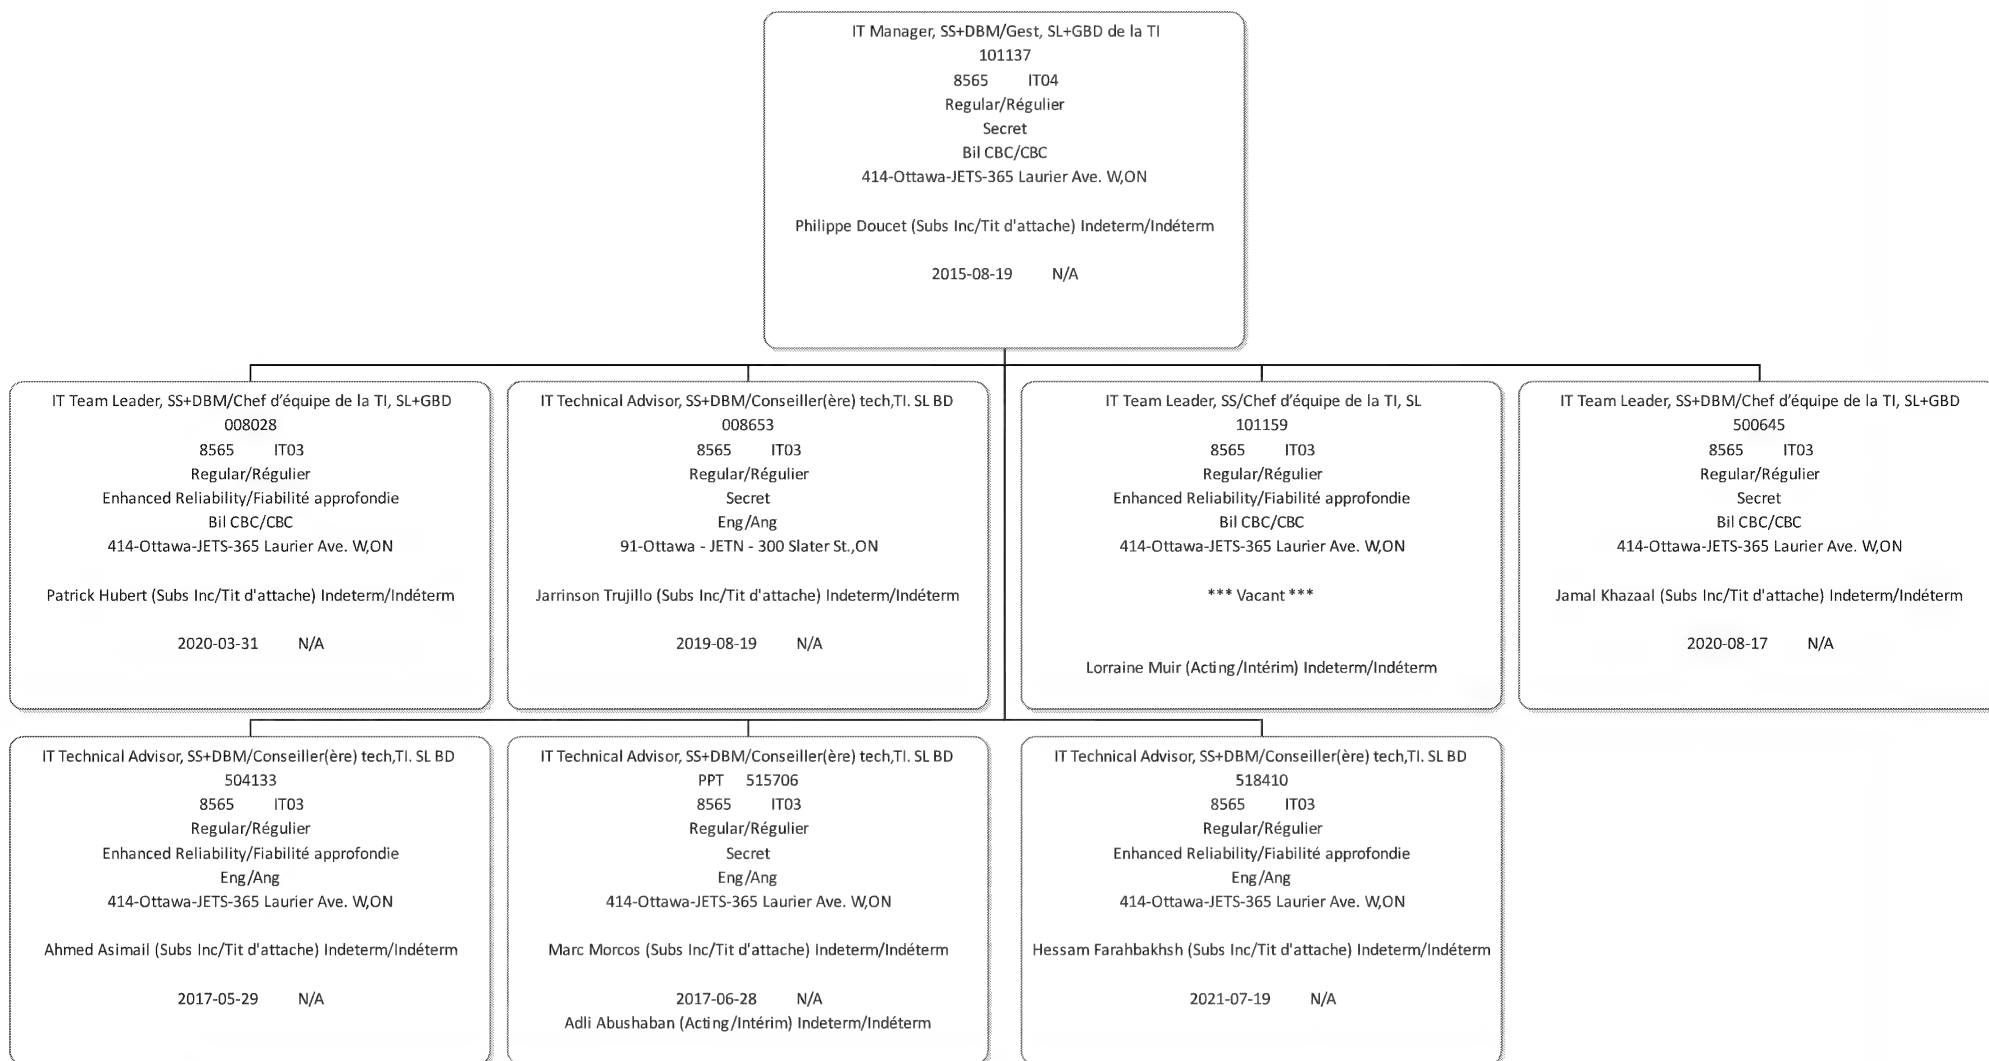 IT Manager, SS+DBM/Gest, SL+GBD de la TI
101137
8565 IT04
Regular/Régulier
Secret
Bil CBC/CBC
414-Ottawa-JETS-365 Laurier Ave. W,ON
Philippe Doucet (Subs Inc/Tit d'attache) Indeterm/Indéterm
2015-08-19 N/A
IT Team Leader, SS+DBM/Chef d’équipe de la TI, SL+GBD
008028
8565 IT03
Regular/Régulier
Enhanced Reliability/Fiabilité approfondie
Bil CBC/CBC
414-Ottawa-JETS-365 Laurier Ave. W,ON
Patrick Hubert (Subs Inc/Tit d'attache) Indeterm/Indéterm
2020-03-31 N/A
IT Technical Advisor, SS+DBM/Conseiller(ère) tech,TI. SL BD
008653
8565 IT03
Regular/Régulier
Secret
Eng/Ang
91-Ottawa - JETN - 300 Slater St.,ON
Jarrinson Trujillo (Subs Inc/Tit d'attache) Indeterm/Indéterm
2019-08-19 N/A
IT Team Leader, SS/Chef d’équipe de la TI, SL
101159
8565 IT03
Regular/Régulier
Enhanced Reliability/Fiabilité approfondie
Bil CBC/CBC
414-Ottawa-JETS-365 Laurier Ave. W,ON
*** Vacant ***
Lorraine Muir (Acting/Intérim) Indeterm/Indéterm
IT Team Leader, SS+DBM/Chef d’équipe de la TI, SL+GBD
500645
8565 IT03
Regular/Régulier
Secret
Bil CBC/CBC
414-Ottawa-JETS-365 Laurier Ave. W,ON
Jamal Khazaal (Subs Inc/Tit d'attache) Indeterm/Indéterm
2020-08-17 N/A
IT Technical Advisor, SS+DBM/Conseiller(ère) tech,TI. SL BD
504133
8565 IT03
Regular/Régulier
Enhanced Reliability/Fiabilité approfondie
Eng/Ang
414-Ottawa-JETS-365 Laurier Ave. W,ON
Ahmed Asimail (Subs Inc/Tit d'attache) Indeterm/Indéterm
2017-05-29 N/A
IT Technical Advisor, SS+DBM/Conseiller(ère) tech,TI. SL BD
PPT 515706
8565 IT03
Regular/Régulier
Secret
Eng/Ang
414-Ottawa-JETS-365 Laurier Ave. W,ON
Marc Morcos (Subs Inc/Tit d'attache) Indeterm/Indéterm
2017-06-28 N/A
Adli Abushaban (Acting/Intérim) Indeterm/Indéterm
IT Technical Advisor, SS+DBM/Conseiller(ère) tech,TI. SL BD
518410
8565 IT03
Regular/Régulier
Enhanced Reliability/Fiabilité approfondie
Eng/Ang
414-Ottawa-JETS-365 Laurier Ave. W,ON
Hessam Farahbakhsh (Subs Inc/Tit d'attache) Indeterm/Indéterm
2021-07-19 N/A